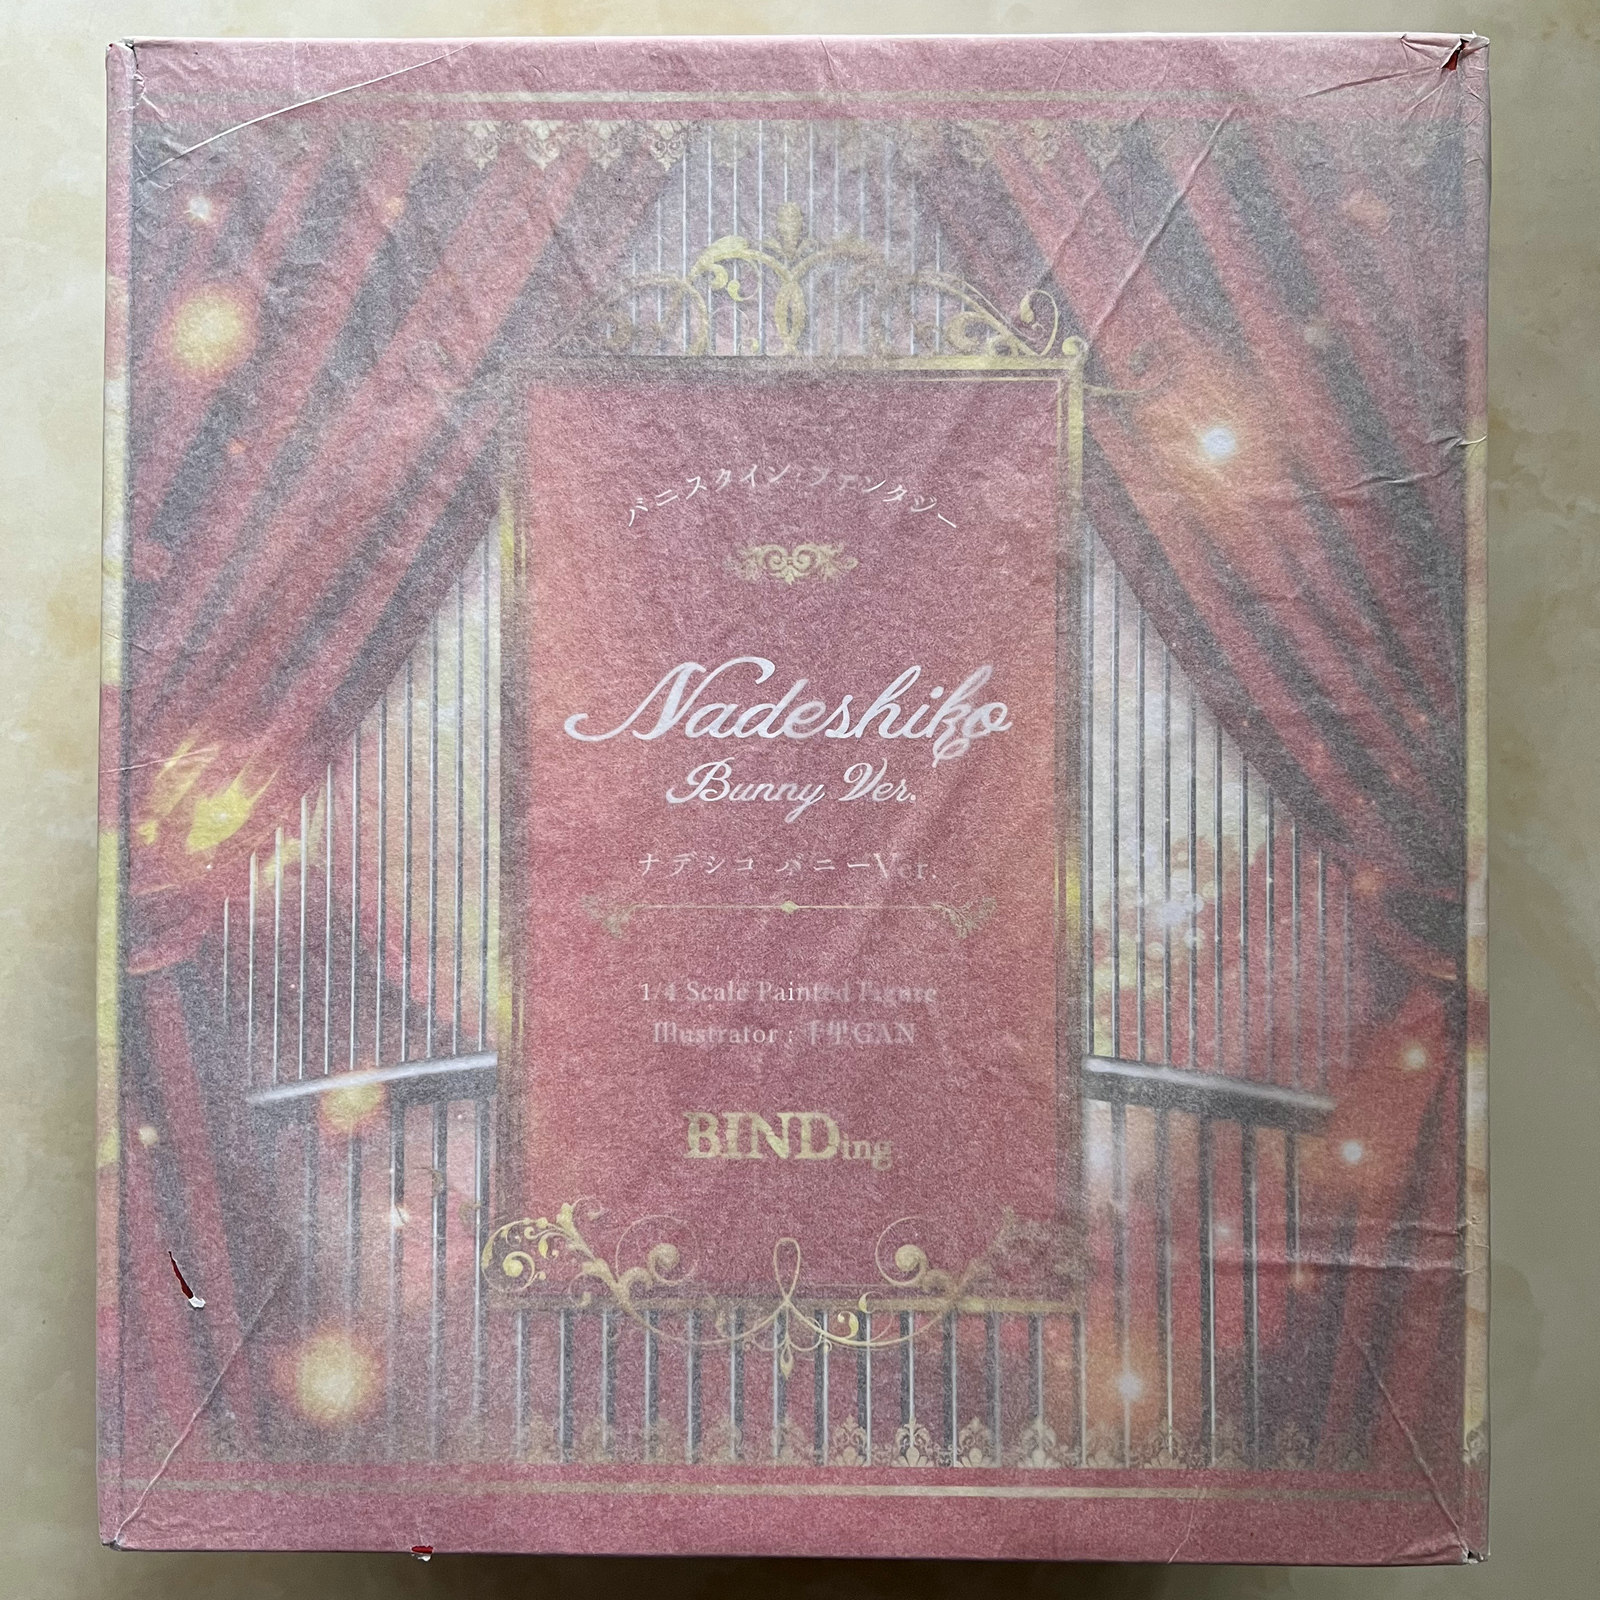 バニスタイン・ファンタジー
Nadeshiko
Bunny Ver.
ナデシコ バニーVer.
1/4 Scale Painted Figure
Illustrator : 千里GAN
BINDing